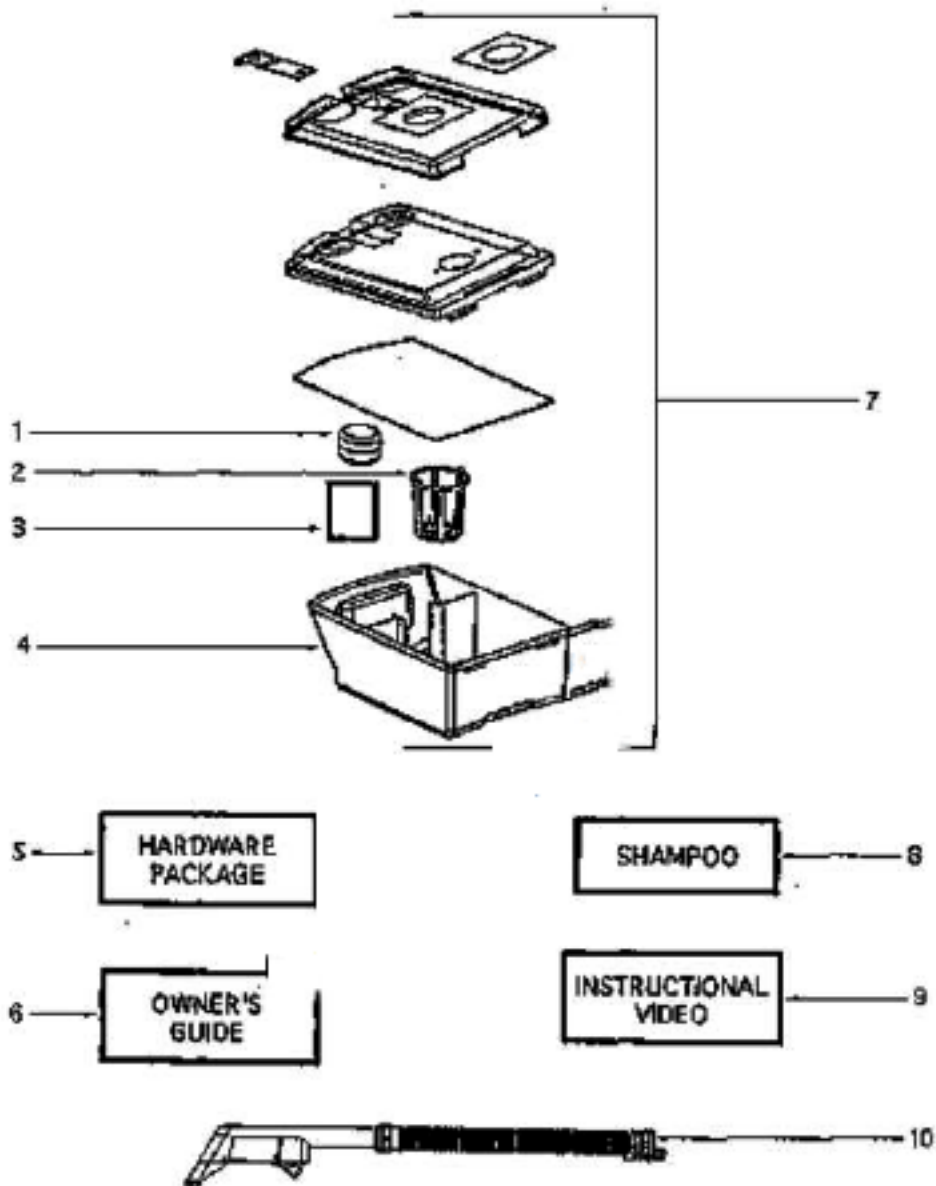 7
1
2
3
4
5
HARDWARE
PACKAGE
SHAMPOO
8
6
OWNER'S
GUIDE
INSTRUCTIONAL
VIDEO
9
10